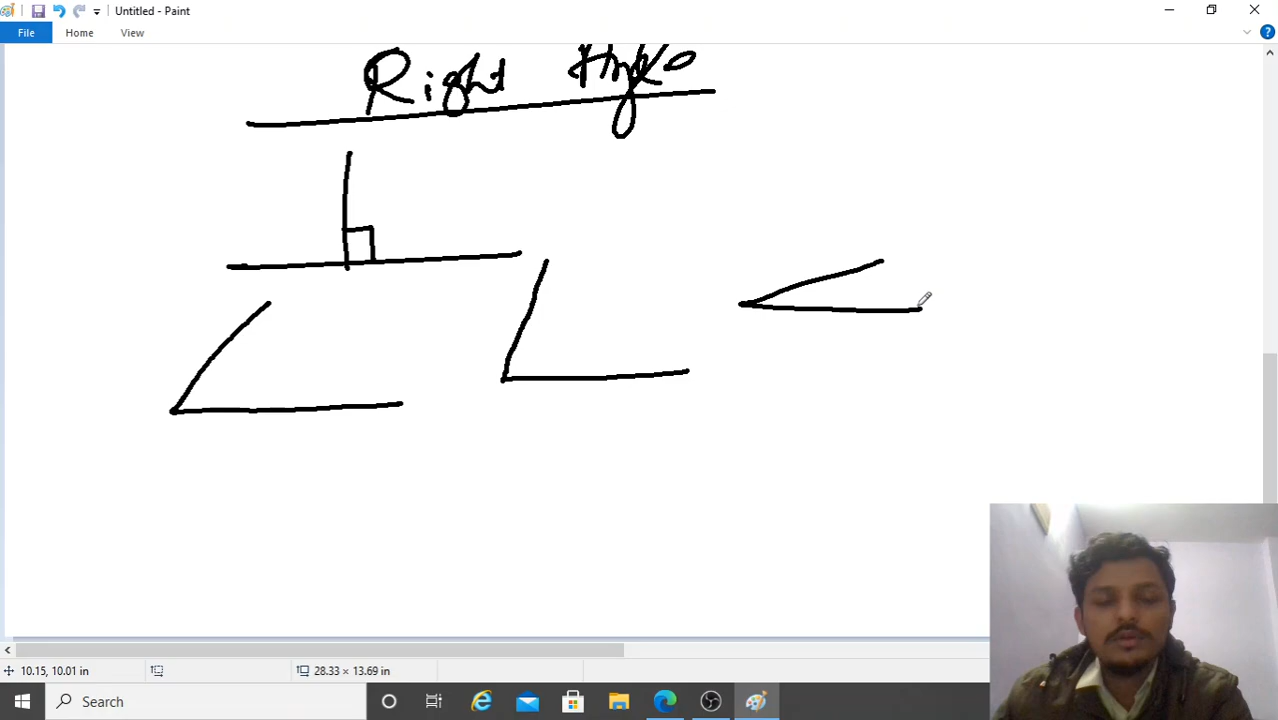 Untitled - Paint
File Home View
Right
10.15, 10.01 in 28.33 × 13.69 in
Search